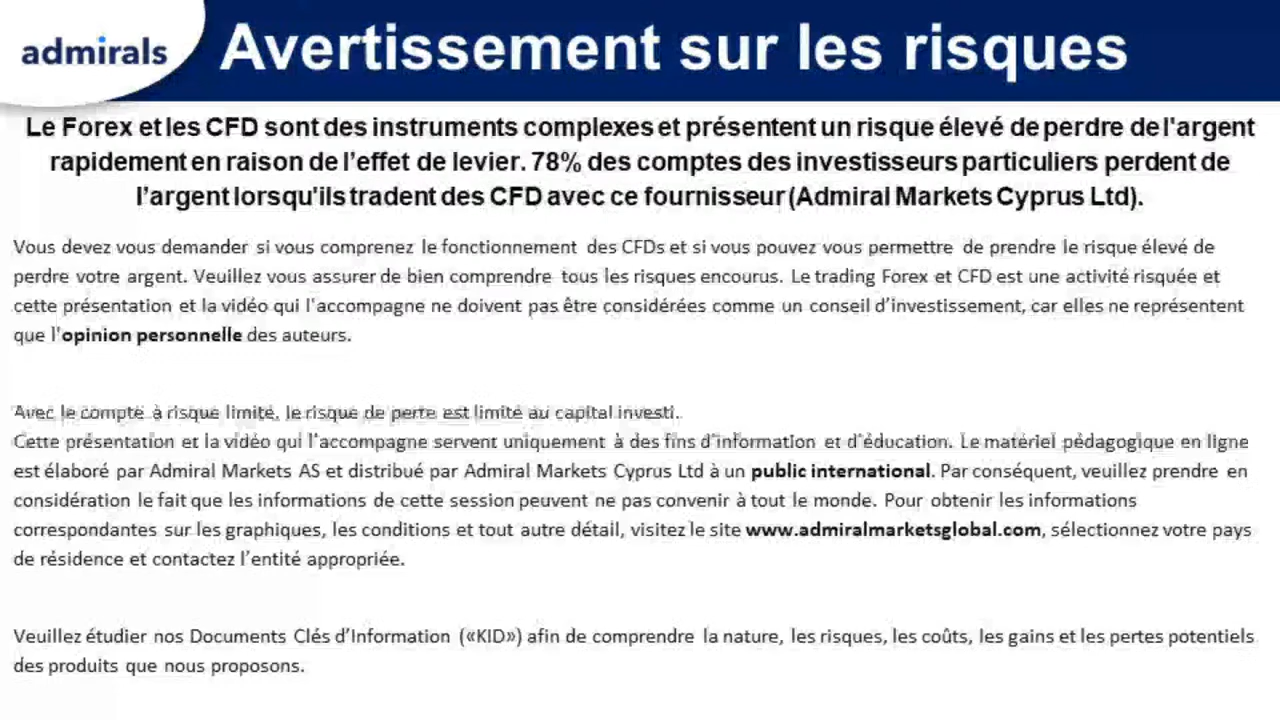 admirals
Avertissement sur les risques
Le Forex et les CFD sont des instruments complexes et présentent un risque élevé de perdre de l'argent
rapidement en raison de l’effet de levier. 78% des comptes des investisseurs particuliers perdent de
l’argent lorsqu'ils tradent des CFD avec ce fournisseur (Admiral Markets Cyprus Ltd).
Vous devez vous demander si vous comprenez le fonctionnement des CFDs et si vous pouvez vous permettre de prendre le risque élevé de
perdre votre argent. Veuillez vous assurer de bien comprendre tous les risques encourus. Le trading Forex et CFD est une activité risquée et
cette présentation et la vidéo qui l'accompagne ne doivent pas être considérées comme un conseil d’investissement, car elles ne représentent
que l'opinion personnelle des auteurs.
Avec le compte à risque limité, le risque de perte est limité au capital investi.
Cette présentation et la vidéo qui l'accompagne servent uniquement à des fins d'information et d'éducation. Le matériel pédagogique en ligne
est élaboré par Admiral Markets AS et distribué par Admiral Markets Cyprus Ltd à un public international. Par conséquent, veuillez prendre en
considération le fait que les informations de cette session peuvent ne pas convenir à tout le monde. Pour obtenir les informations
correspondantes sur les graphiques, les conditions et tout autre détail, visitez le site www.admiralmarketsglobal.com, sélectionnez votre pays
de résidence et contactez l’entité appropriée.
Veuillez étudier nos Documents Clés d’Information («KID») afin de comprendre la nature, les risques, les coûts, les gains et les pertes potentiels
des produits que nous proposons.